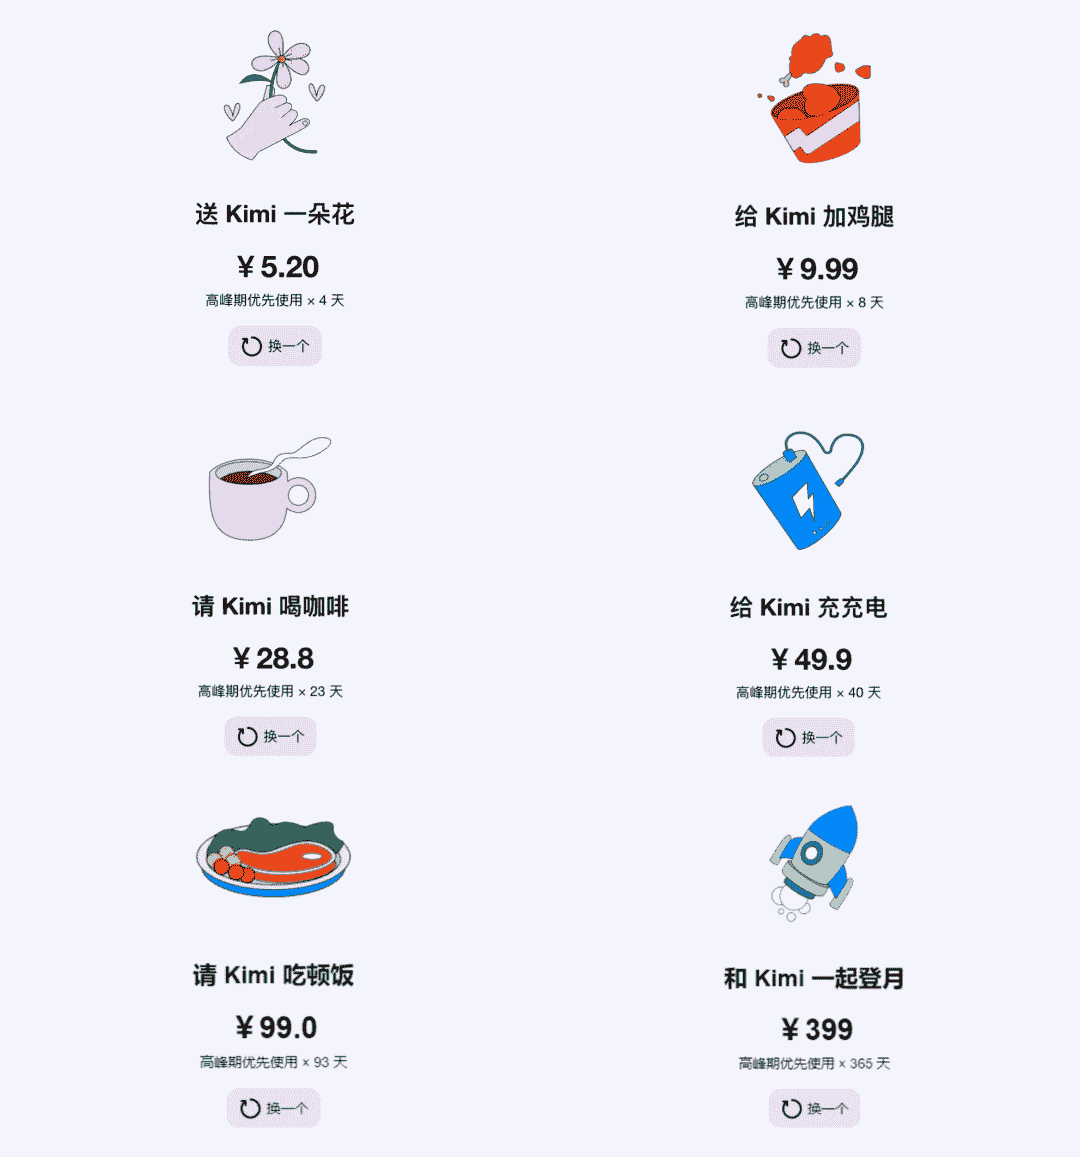 送 Kimi 一朵花
¥ 5.20
高峰期优先使用 × 4 天
换一个
给 Kimi 加鸡腿
¥ 9.99
高峰期优先使用 × 8 天
换一个
请 Kimi 喝咖啡
¥ 28.8
高峰期优先使用 × 23 天
换一个
给 Kimi 充充电
¥ 49.9
高峰期优先使用 × 40 天
换一个
请 Kimi 吃顿饭
¥ 99.0
高峰期优先使用 × 93 天
换一个
和 Kimi 一起登月
¥ 399
高峰期优先使用 × 365 天
换一个